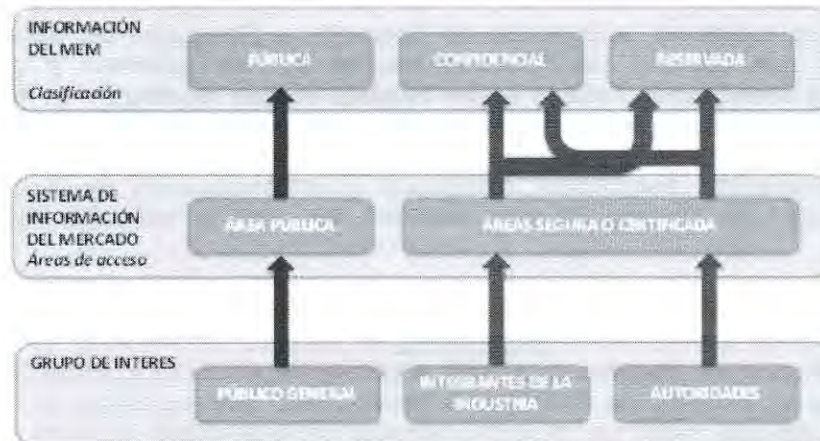 INFORMACIÓN
DEL MEM
Clasificación
PÚBLICA
CONFIDENCIAL
RESERVADA
SISTEMA DE
INFORMACIÓN
DEL MERCADO
Áreas de acceso
ÁREA PÚBLICA
ÁREAS SEGURA O CERTIFICADA
GRUPO DE INTERES
PÚBLICO GENERAL
INTEGRANTES DE LA
INDUSTRIA
AUTORIDADES